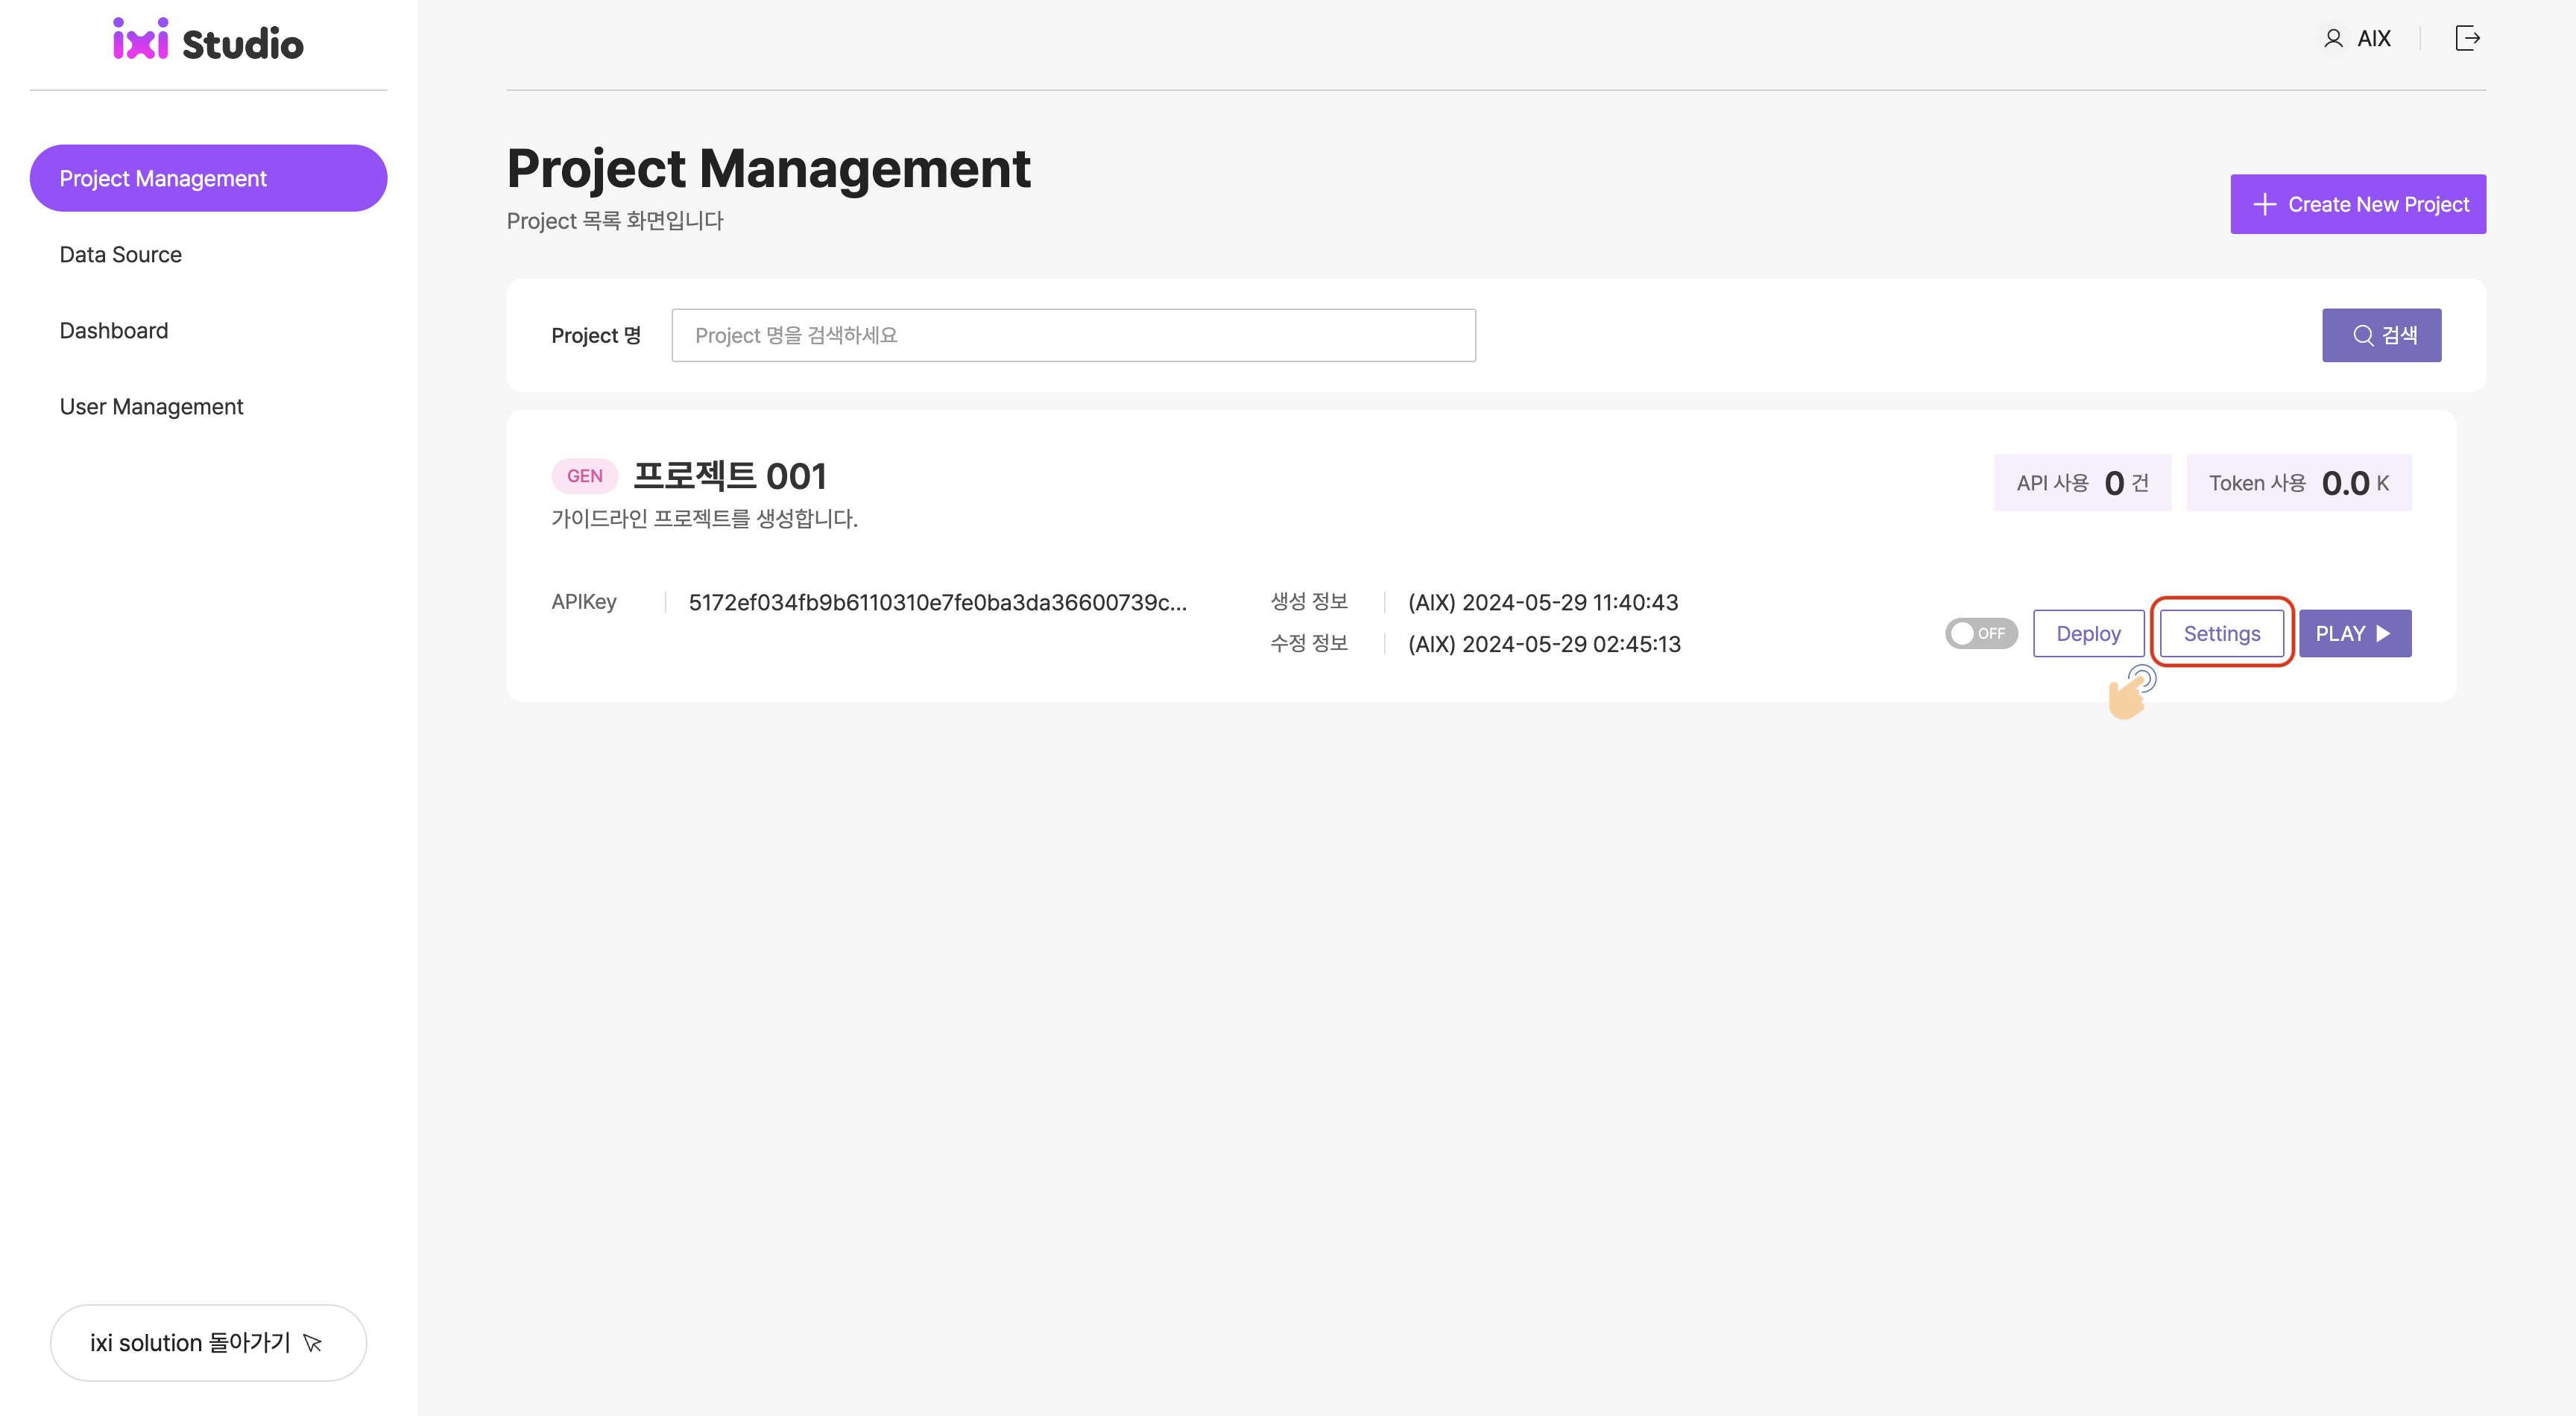 ixi Studio
AIX
Project Management
Data Source
Dashboard
User Management
ixi solution 돌아가기
Project Management
Project 목록 화면입니다
Create New Project
Project 명
Project 명을 검색하세요
검색
GEN 프로젝트 001
가이드라인 프로젝트를 생성합니다.
API 사용 0 건
Token 사용 0.0 K
APIKey 5172ef034fb9b6110310e7fe0ba3da36600739c...
생성 정보 (AIX) 2024-05-29 11:40:43
수정 정보 (AIX) 2024-05-29 02:45:13
OFF
Deploy
Settings
PLAY